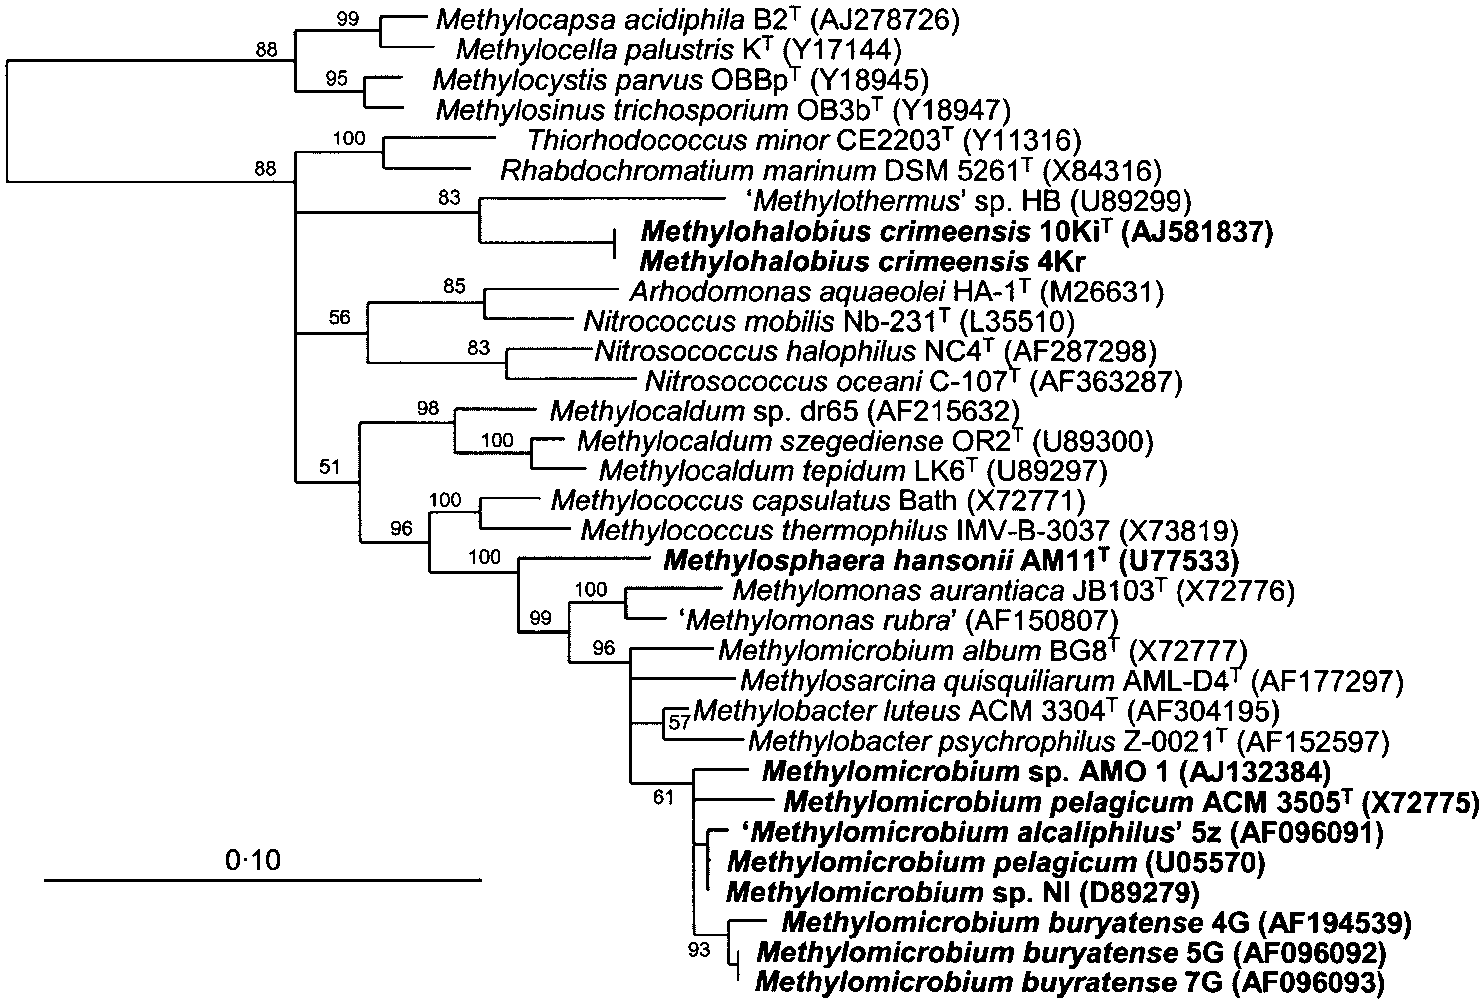 99 Methylocapsa acidiphila B2ᵀ (AJ278726)
88 Methylocella palustris Kᵀ (Y17144)
95 Methylocystis parvus OBBpᵀ (Y18945)
Methylosinus trichosporium OB3bᵀ (Y18947)
100 Thiorhodococcus minor CE2203ᵀ (Y11316)
88 Rhabdochromatium marinum DSM 5261ᵀ (X84316)
83 ‘Methylothermus’ sp. HB (U89299)
Methylohalobius crimeensis 10Kiᵀ (AJ581837)
Methylohalobius crimeensis 4Kr
85 Arhodomonas aquaeolei HA-1ᵀ (M26631)
56 Nitrococcus mobilis Nb-231ᵀ (L35510)
83 Nitrosococcus halophilus NC4ᵀ (AF287298)
Nitrosococcus oceani C-107ᵀ (AF363287)
98 Methylocaldum sp. dr65 (AF215632)
100 Methylocaldum szegediense OR2ᵀ (U89300)
51 Methylocaldum tepidum LK6ᵀ (U89297)
100 Methylococcus capsulatus Bath (X72771)
96 Methylococcus thermophilus IMV-B-3037 (X73819)
100 Methylosphaera hansonii AM11ᵀ (U77533)
100 Methylomonas aurantiaca JB103ᵀ (X72776)
99 ‘Methylomonas rubra’ (AF150807)
96 Methylomicrobium album BG8ᵀ (X72777)
Methylosarcina quisquiliarum AML-D4ᵀ (AF177297)
57 Methylobacter luteus ACM 3304ᵀ (AF304195)
Methylobacter psychrophilus Z-0021ᵀ (AF152597)
Methylomicrobium sp. AMO 1 (AJ132384)
61 Methylomicrobium pelagicum ACM 3505ᵀ (X72775)
‘Methylomicrobium alcaliphilus’ 5z (AF096091)
0·10 Methylomicrobium pelagicum (U05570)
Methylomicrobium sp. NI (D89279)
Methylomicrobium buryatense 4G (AF194539)
93 Methylomicrobium buryatense 5G (AF096092)
Methylomicrobium buyratense 7G (AF096093)